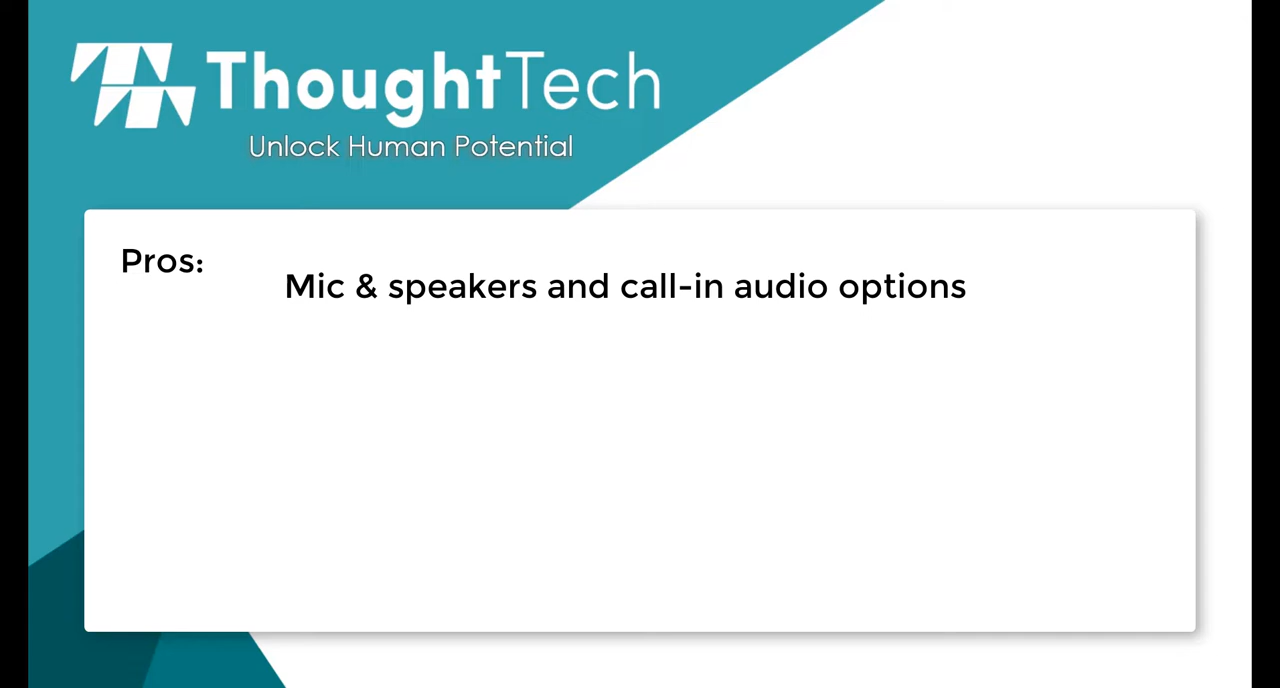 ThoughtTech
Unlock Human Potential
Pros:
Mic & speakers and call-in audio options